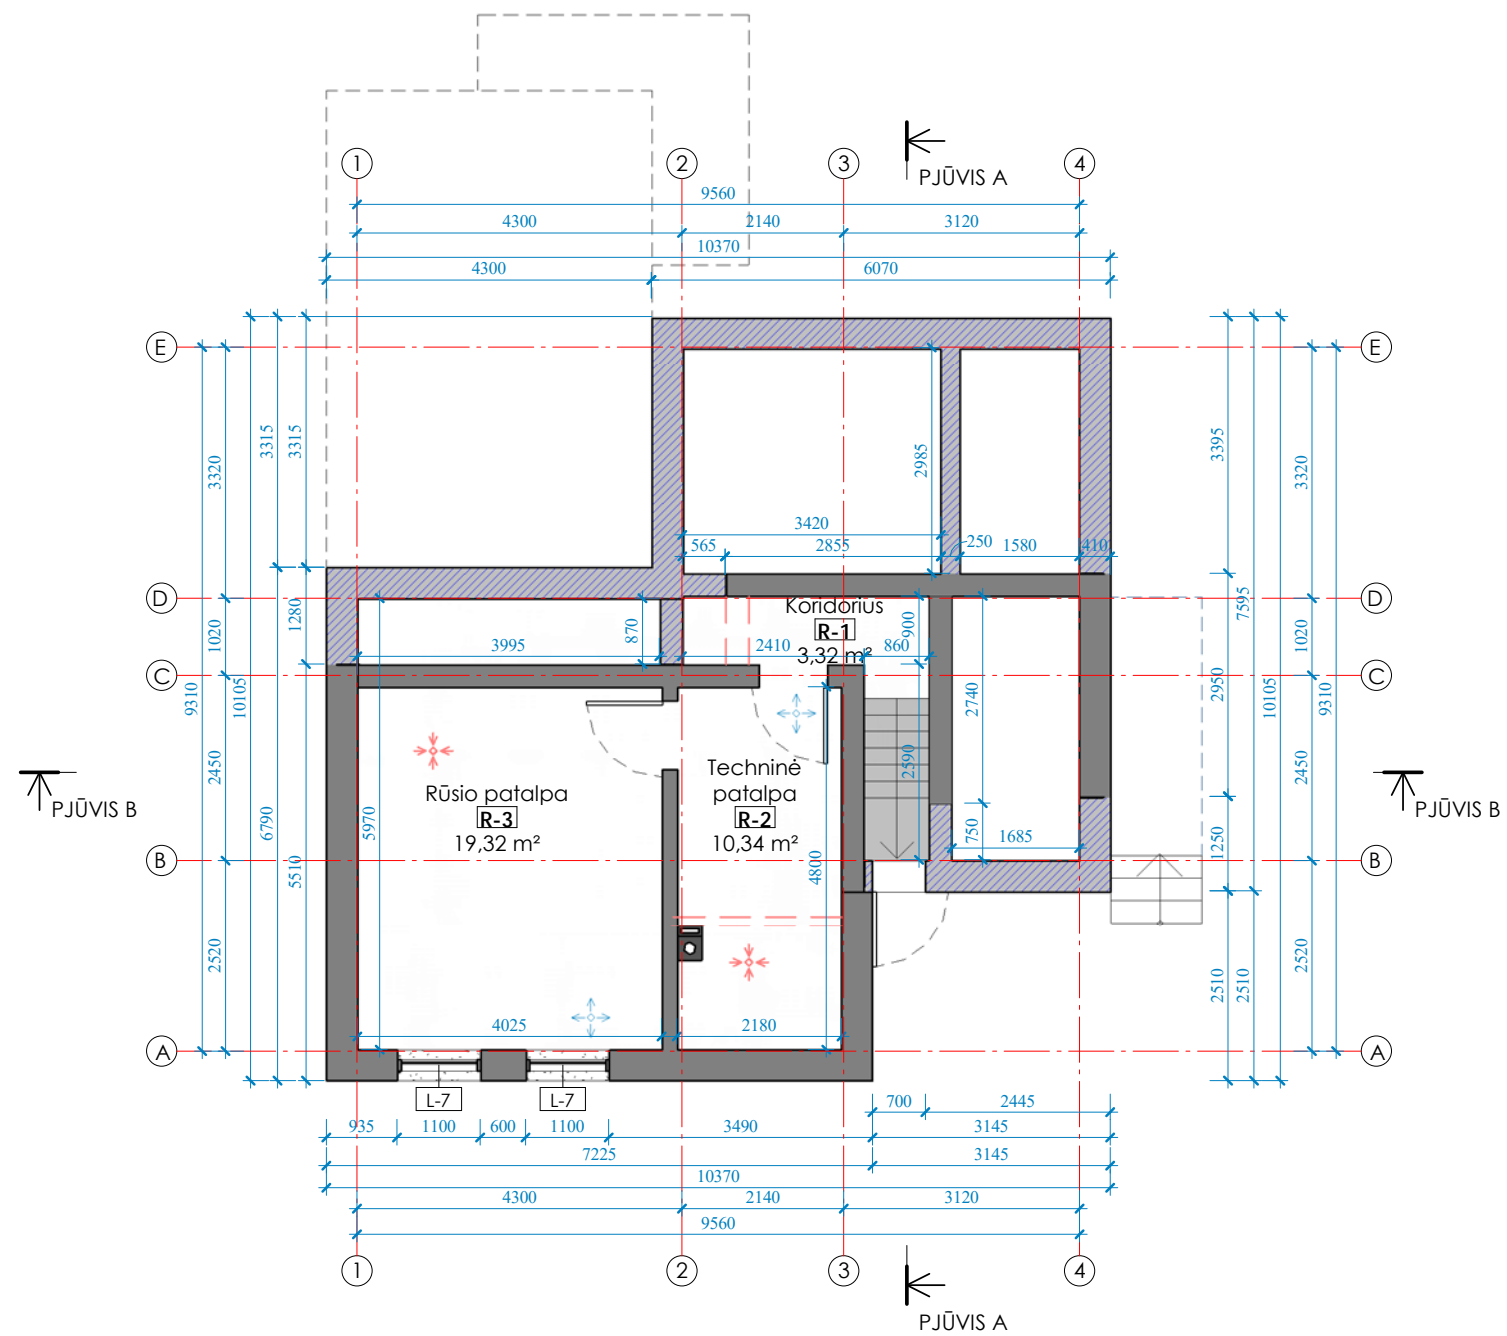 1
2
3
4
PJŪVIS A
9560
4300
2140
3120
10370
4300
6070
E
E
3315
3315
3320
2985
3395
3320
3420
565
2855
250
1580
410
D
D
Koridorius
R-1
3,32 m²
1020
1280
870
3995
2410
860
900
7595
1020
C
C
9310
10105
2740
2950
10105
9310
2450
2590
2450
PJŪVIS B
PJŪVIS B
Rūsio patalpa
R-3
19,32 m²
Techninė
patalpa
R-2
10,34 m²
6790
5970
5510
4800
750
1685
1250
B
B
2520
2510
2510
2520
4025
2180
A
A
L-7
L-7
700
2445
935
1100
600
1100
3490
3145
7225
3145
10370
4300
2140
3120
9560
1
2
3
4
PJŪVIS A